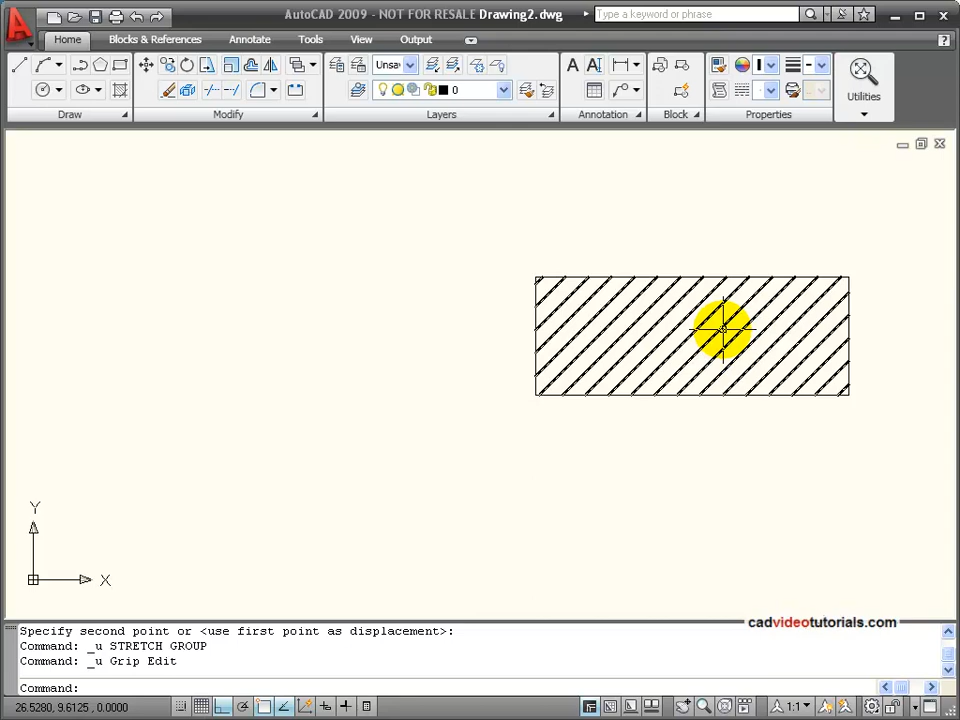 AutoCAD 2009 - NOT FOR RESALE Drawing2.dwg
Type a keyword or phrase
Home
Blocks & References
Annotate
Tools
View
Output
Unsa
0
A
A
Utilities
Draw
Modify
Layers
Annotation
Block
Properties
Y
X
Specify second point or <use first point as displacement>:
Command: _u STRETCH GROUP
Command: _u Grip Edit
cadvideotutorials.com
Command:
26.5280, 9.6125, 0.0000
1:1